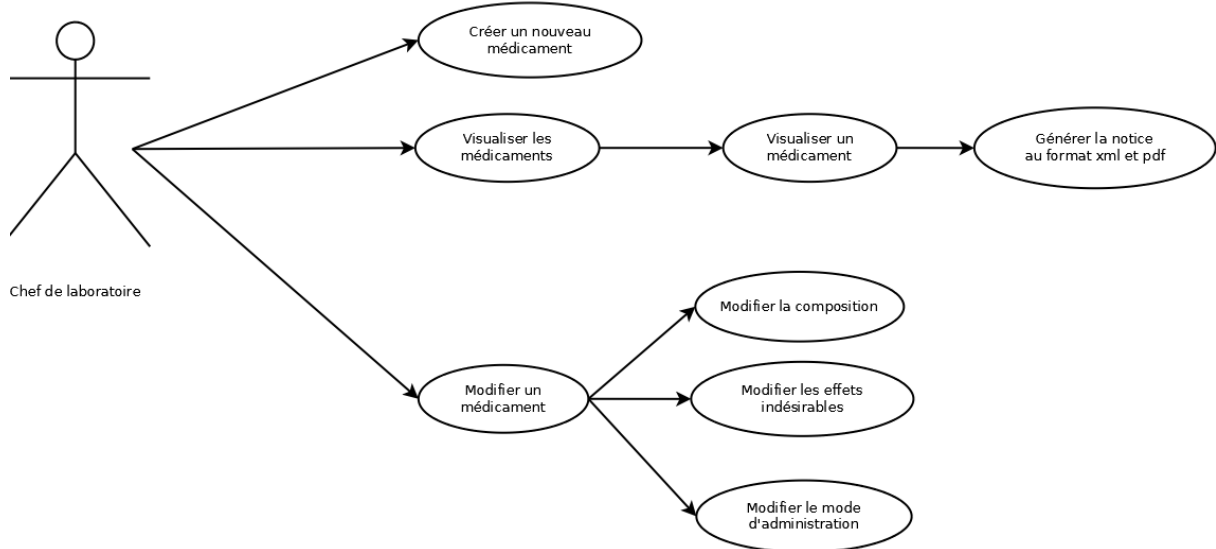 Créer un nouveau
médicament
Visualiser les
médicaments
Visualiser un
médicament
Générer la notice
au format xml et pdf
Chef de laboratoire
Modifier la composition
Modifier un
médicament
Modifier les effets
indésirables
Modifier le mode
d'administration